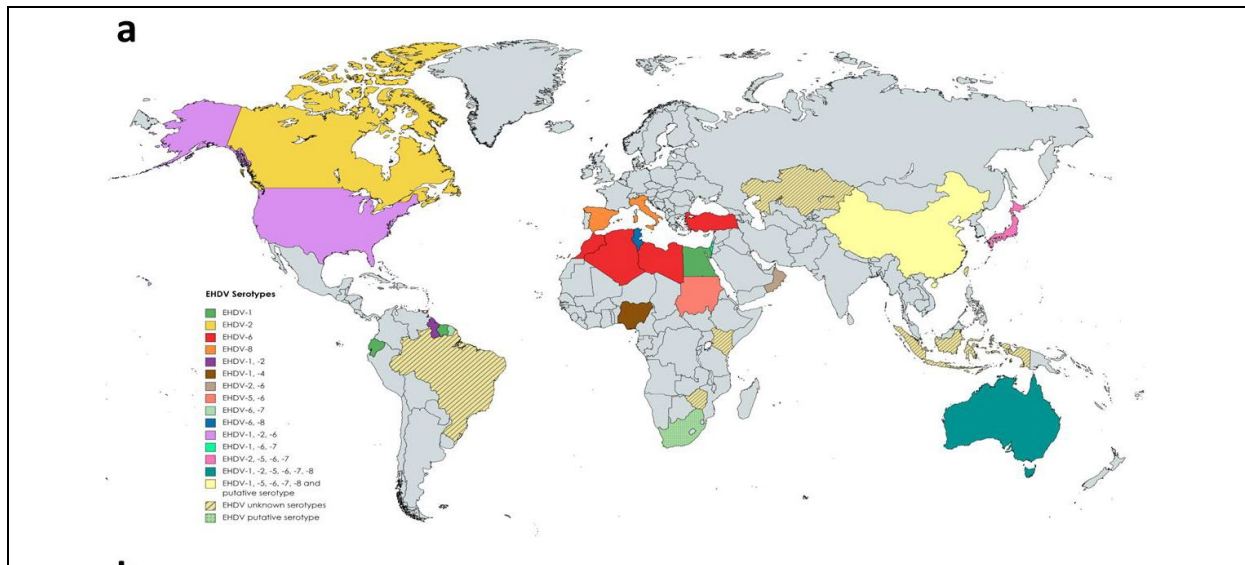 a
EHDV Serotypes
EHDV-1
EHDV-2
EHDV-6
EHDV-8
EHDV-1, -2
EHDV-1, -4
EHDV-2, -6
EHDV-5, -6
EHDV-6, -7
EHDV-6, -8
EHDV-1, -2, -6
EHDV-1, -6, -7
EHDV-2, -5, -6, -7
EHDV-1, -2, -5, -6, -7, -8
EHDV-1, -5, -6, -7, -8 and
putative serotype
EHDV unknown serotypes
EHDV putative serotype